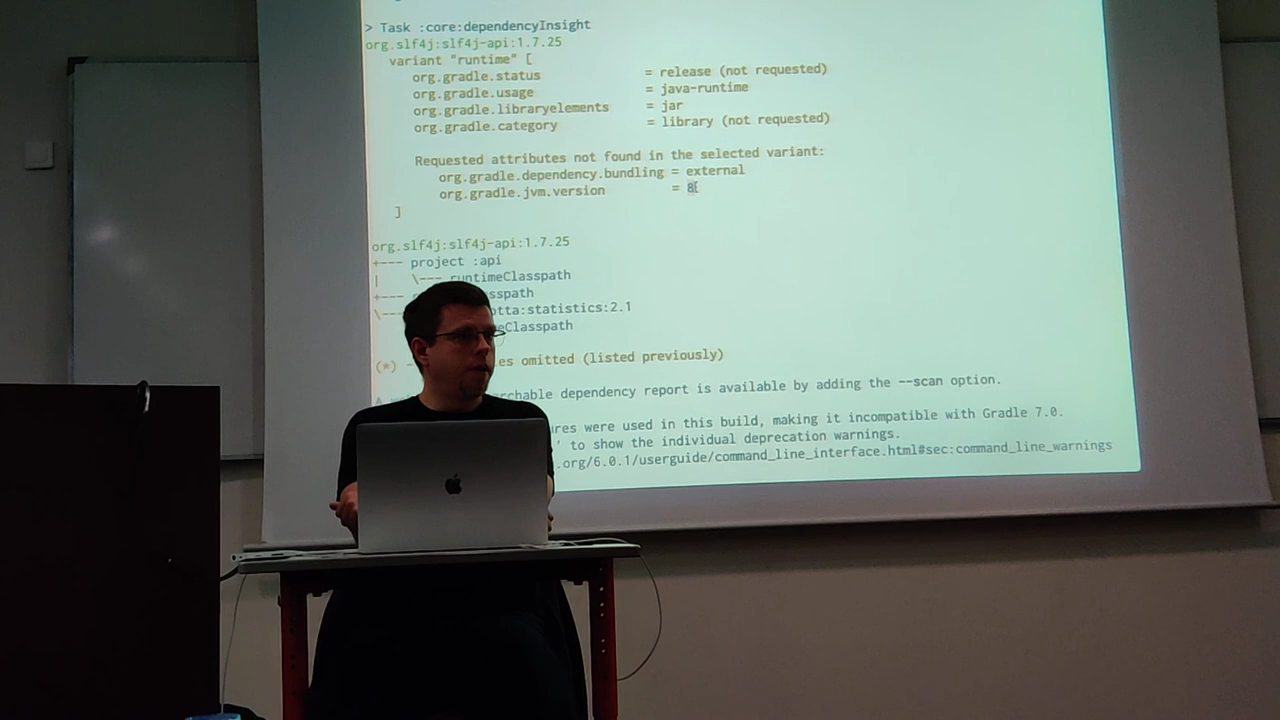 > Task :core:dependencyInsight
org.slf4j:slf4j-api:1.7.25
variant "runtime" [
org.gradle.status = release (not requested)
org.gradle.usage = java-runtime
org.gradle.libraryelements = jar
org.gradle.category = library (not requested)
Requested attributes not found in the selected variant:
org.gradle.dependency.bundling = external
org.gradle.jvm.version = 8
]
org.slf4j:slf4j-api:1.7.25
+--- project :api
| \--- runtimeClasspath
+--- sspath
\--- otta:statistics:2.1
eClasspath
(*) - es omitted (listed previously)
rchable dependency report is available by adding the --scan option.
ures were used in this build, making it incompatible with Gradle 7.0.
' to show the individual deprecation warnings.
.org/6.0.1/userguide/command_line_interface.html#sec:command_line_warnings